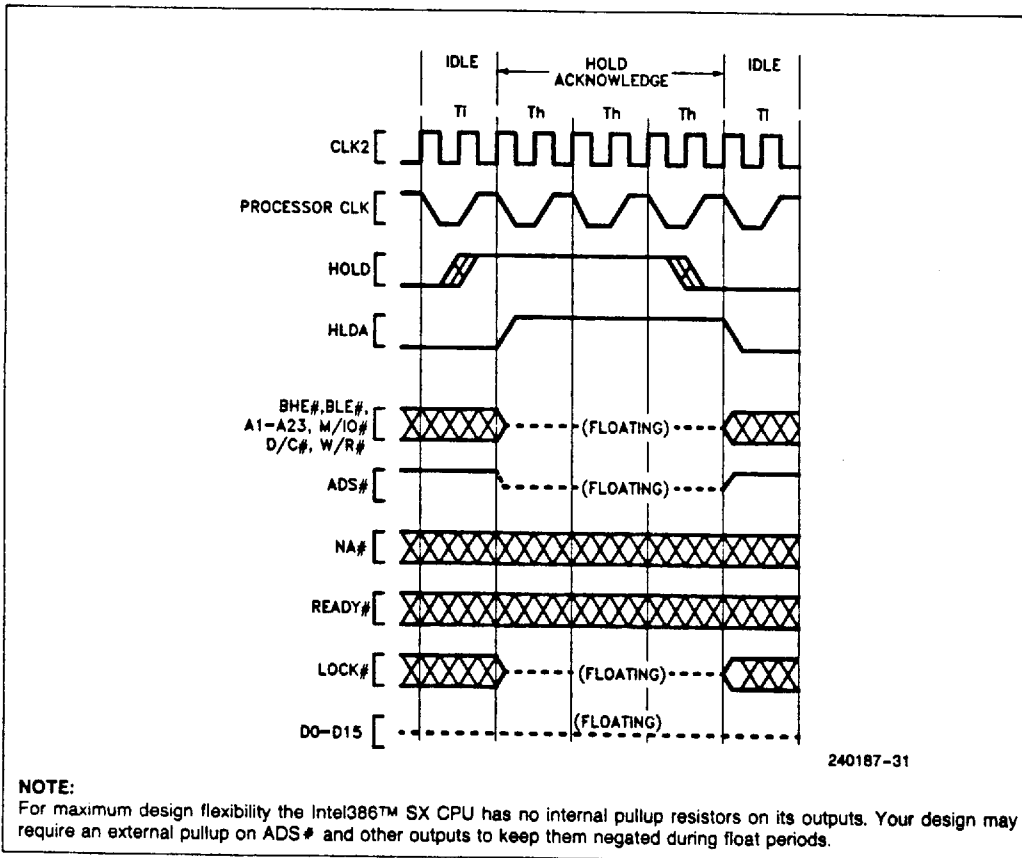 IDLE HOLD ACKNOWLEDGE IDLE
Ti Th Th Th Ti
CLK2
PROCESSOR CLK
HOLD
HLDA
BHE#,BLE#,
A1-A23, M/IO# (FLOATING)
D/C#, W/R#
ADS# (FLOATING)
NA#
READY#
LOCK# (FLOATING)
D0-D15 (FLOATING)
240187-31
NOTE:
For maximum design flexibility the Intel386™ SX CPU has no internal pullup resistors on its outputs. Your design may
require an external pullup on ADS# and other outputs to keep them negated during float periods.